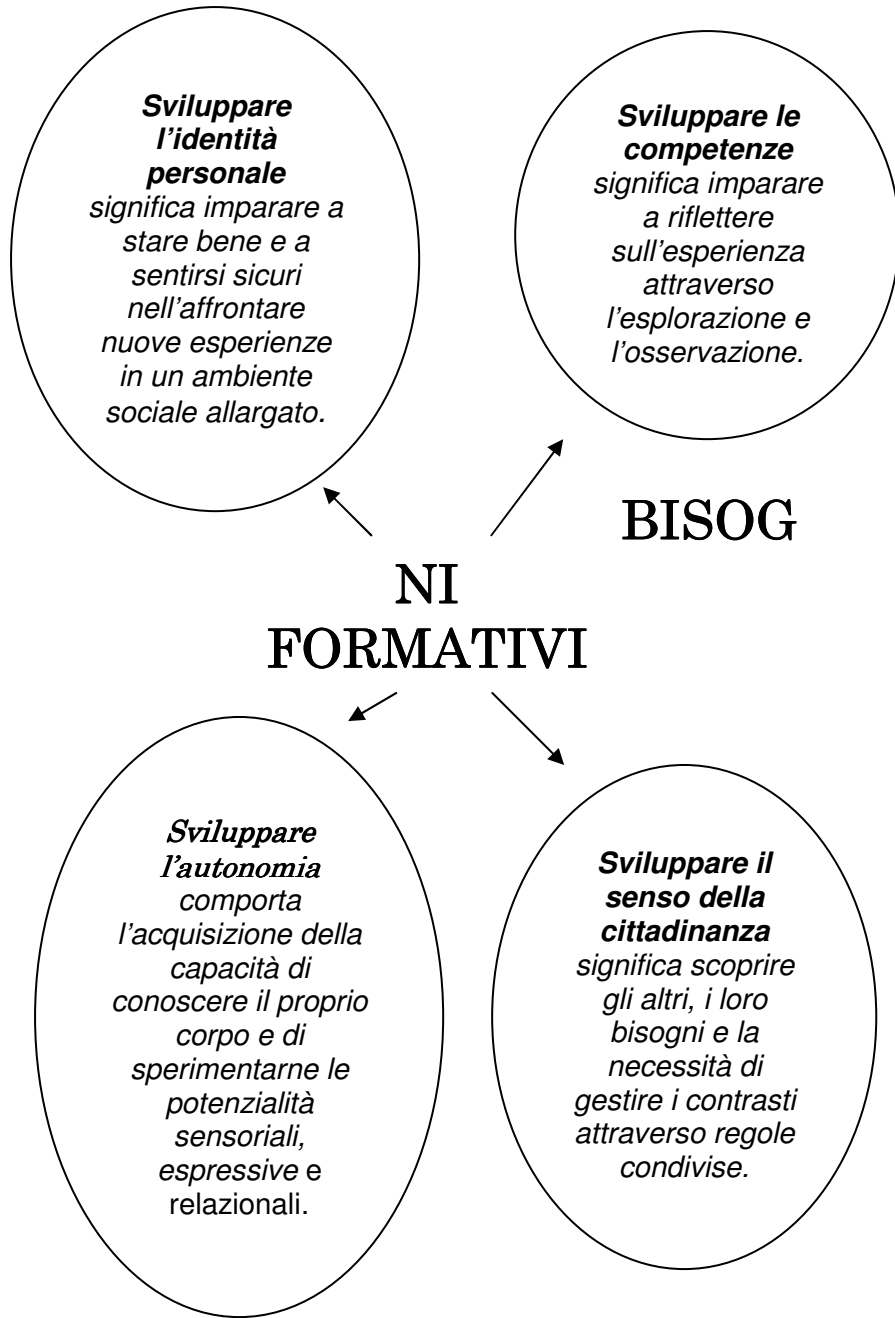 Sviluppare
l'identità
personale
significa imparare a
stare bene e a
sentirsi sicuri
nell'affrontare
nuove esperienze
in un ambiente
sociale allargato.
Sviluppare le
competenze
significa imparare
a riflettere
sull'esperienza
attraverso
l'esplorazione e
l'osservazione.
BISOG
NI
FORMATIVI
Sviluppare
l'autonomia
comporta
l'acquisizione della
capacità di
conoscere il proprio
corpo e di
sperimentarne le
potenzialità
sensoriali,
espressive e
relazionali.
Sviluppare il
senso della
cittadinanza
significa scoprire
gli altri, i loro
bisogni e la
necessità di
gestire i contrasti
attraverso regole
condivise.